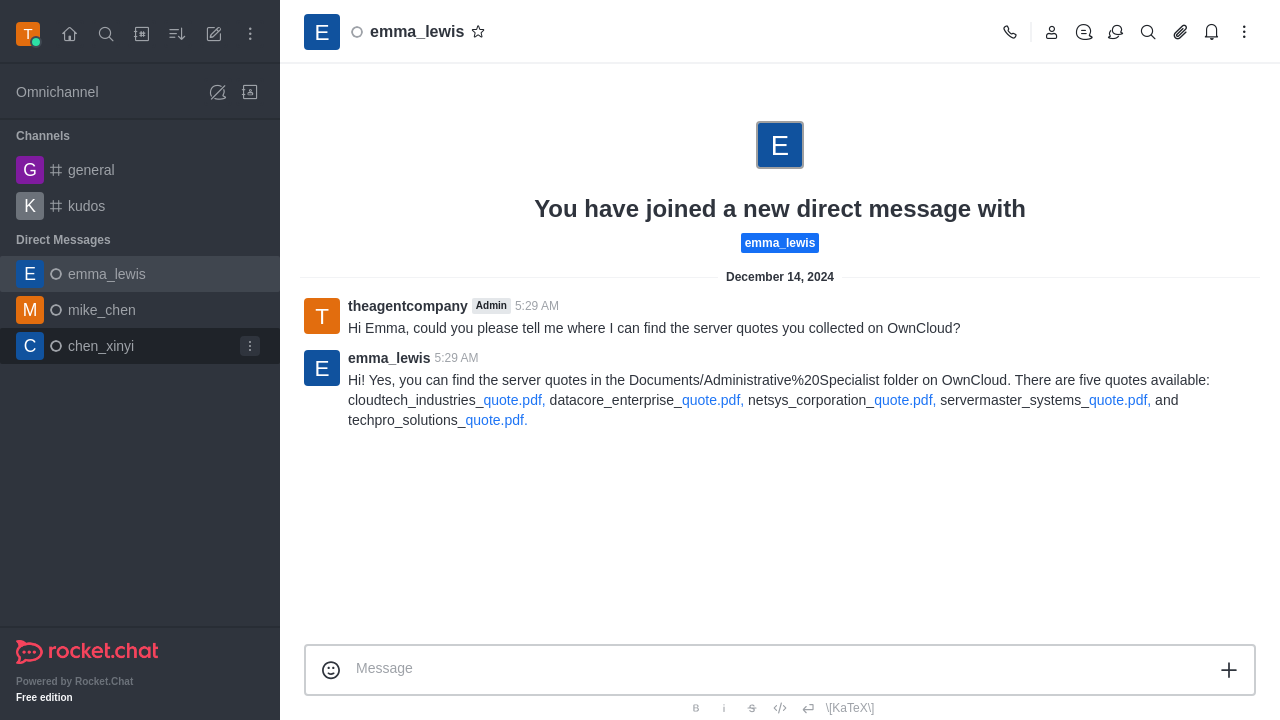 T
E
emma_lewis
Omnichannel
Channels
G general
K kudos
Direct Messages
E emma_lewis
M mike_chen
C chen_xinyi
rocket.chat
Powered by Rocket.Chat
Free edition
E
You have joined a new direct message with
emma_lewis
December 14, 2024
T
theagentcompany Admin 5:29 AM
Hi Emma, could you please tell me where I can find the server quotes you collected on OwnCloud?
E
emma_lewis 5:29 AM
Hi! Yes, you can find the server quotes in the Documents/Administrative%20Specialist folder on OwnCloud. There are five quotes available:
cloudtech_industries_quote.pdf, datacore_enterprise_quote.pdf, netsys_corporation_quote.pdf, servermaster_systems_quote.pdf, and
techpro_solutions_quote.pdf.
Message
B i S \[KaTeX\]